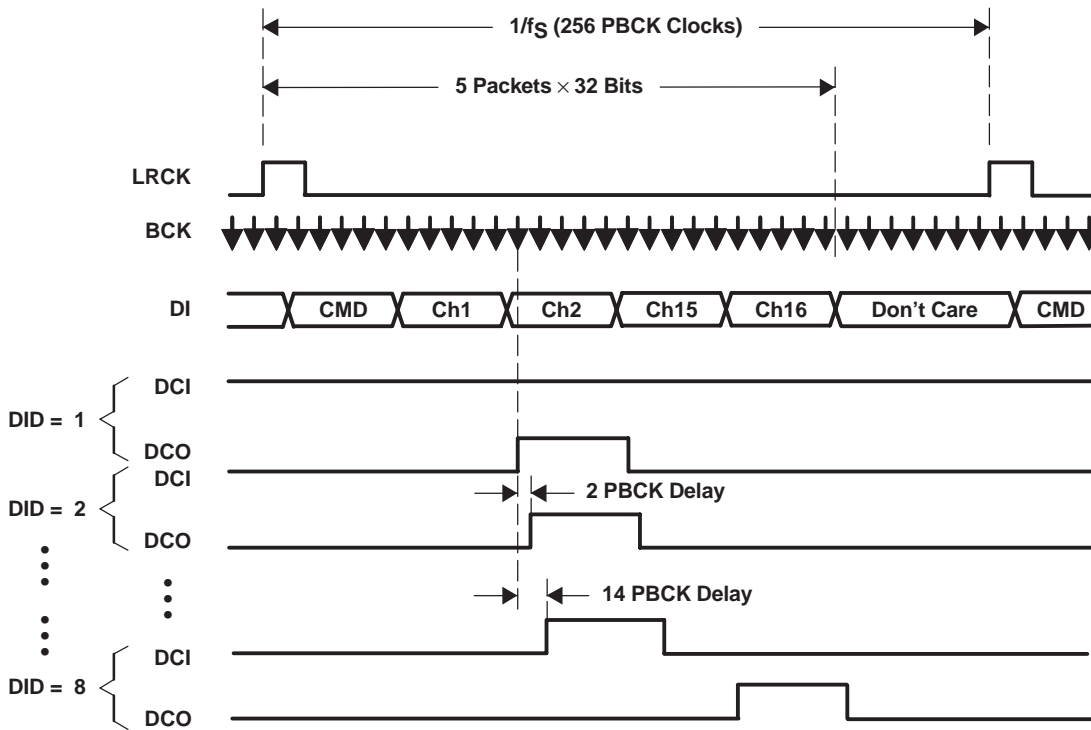 1/fS (256 PBCK Clocks)
5 Packets × 32 Bits
LRCK
BCK
DI
CMD
Ch1
Ch2
Ch15
Ch16
Don't Care
CMD
DID = 1
DCI
DCO
DID = 2
DCI
2 PBCK Delay
DCO
14 PBCK Delay
DID = 8
DCI
DCO